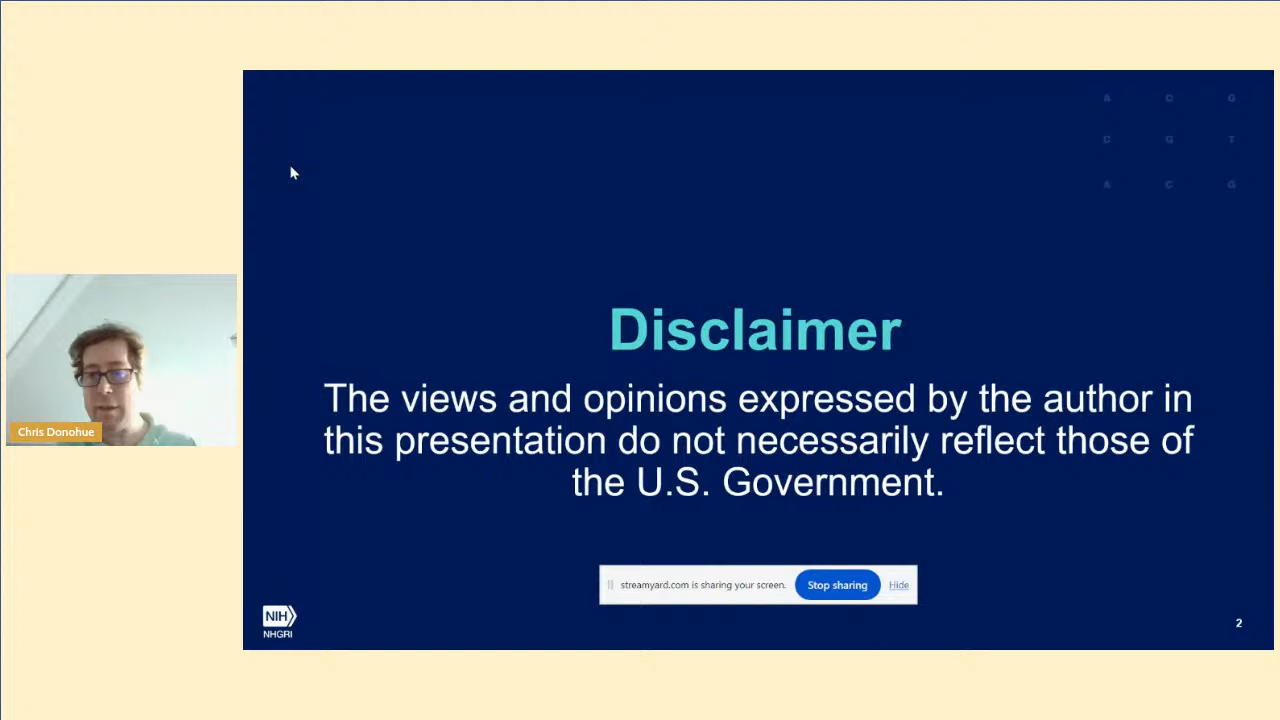 A C G
C G T
A C G
Disclaimer
The views and opinions expressed by the author in
this presentation do not necessarily reflect those of
the U.S. Government.
Chris Donohue
streamyard.com is sharing your screen. Stop sharing Hide
NIH
NHGRI
2